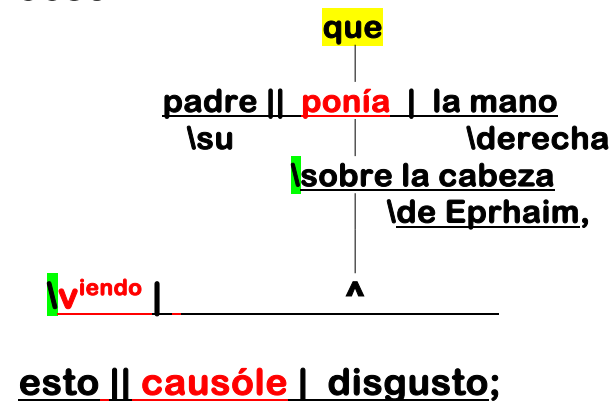 que
padre || ponía | la mano
\su \derecha
\sobre la cabeza
\de Eprhaim,
\viendo | ^
esto || causóle | disgusto;